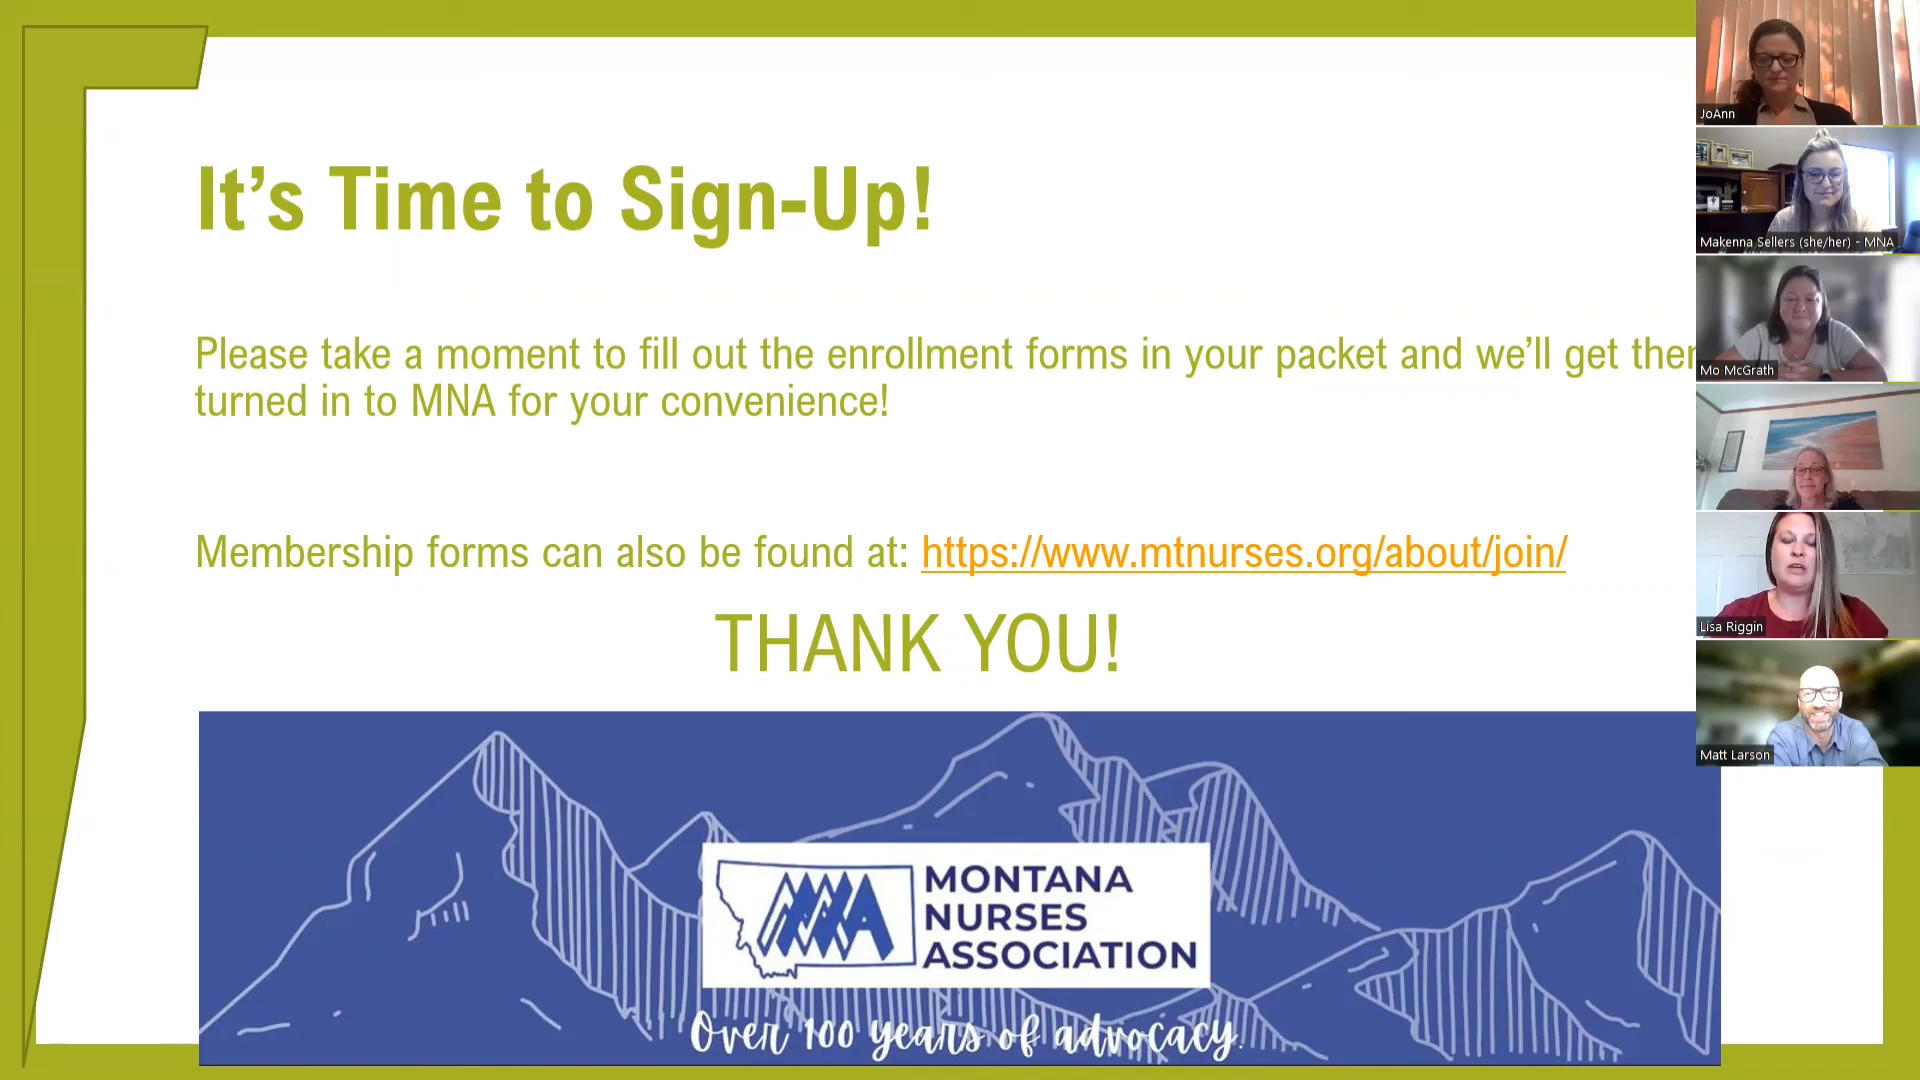 It's Time to Sign-Up!
Please take a moment to fill out the enrollment forms in your packet and we'll get
turned in to MNA for your convenience!
Membership forms can also be found at: https://www.mtnurses.org/about/join/
THANK YOU!
MONTANA
NURSES
ASSOCIATION
MNA
Over 100 years of advocacy.
JoAnn
Makenna Sellers (she/her) - MNA
Mo McGrath
Lisa Riggin
Matt Larson